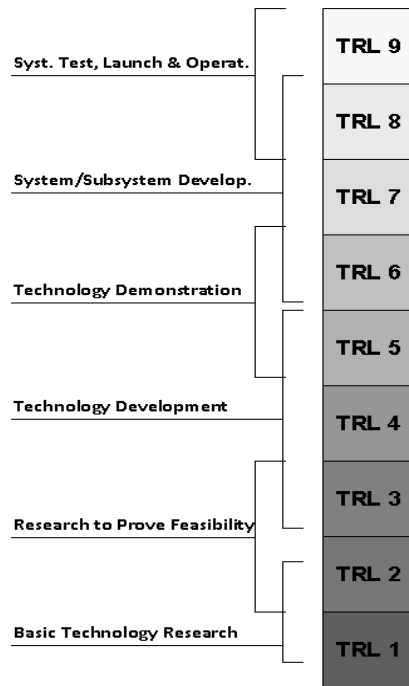 TRL 9
Syst. Test, Launch & Operat.
TRL 8
System/Subsystem Develop.
TRL 7
TRL 6
Technology Demonstration
TRL 5
Technology Development
TRL 4
TRL 3
Research to Prove Feasibility
TRL 2
Basic Technology Research
TRL 1